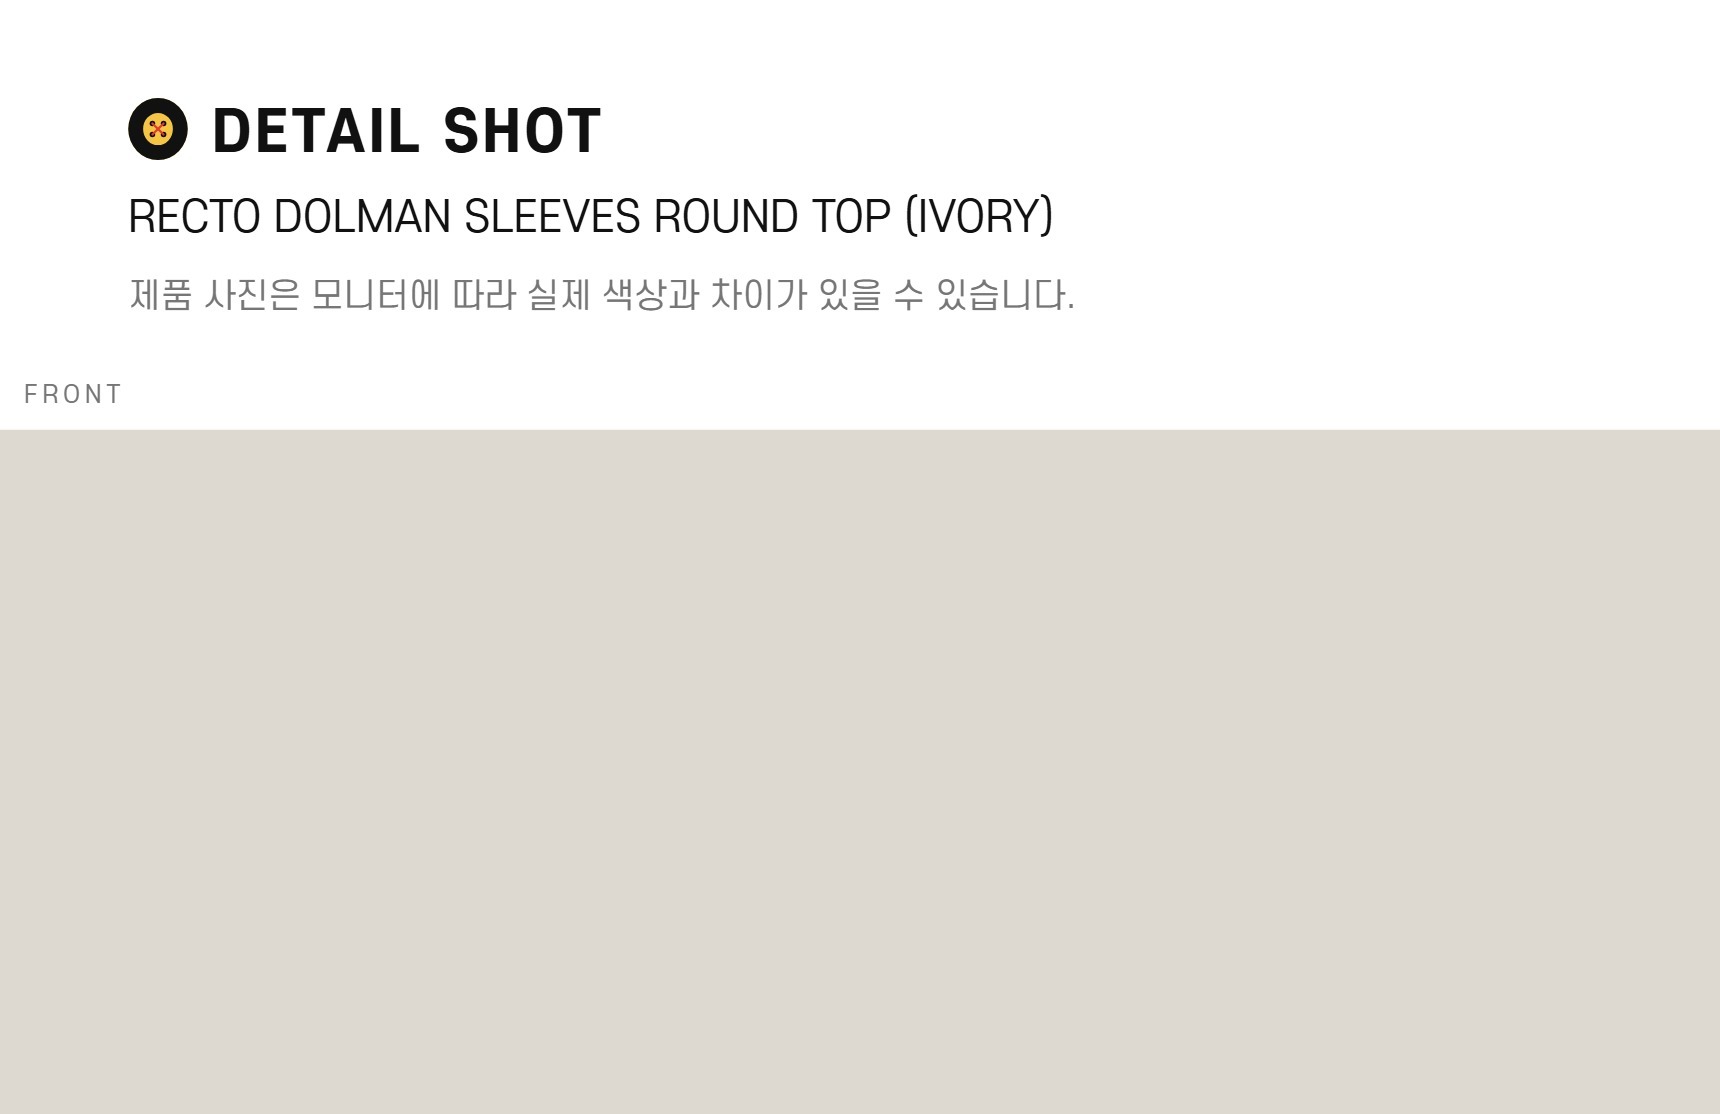 DETAIL SHOT
RECTO DOLMAN SLEEVES ROUND TOP (IVORY)
제품 사진은 모니터에 따라 실제 색상과 차이가 있을 수 있습니다.
FRONT